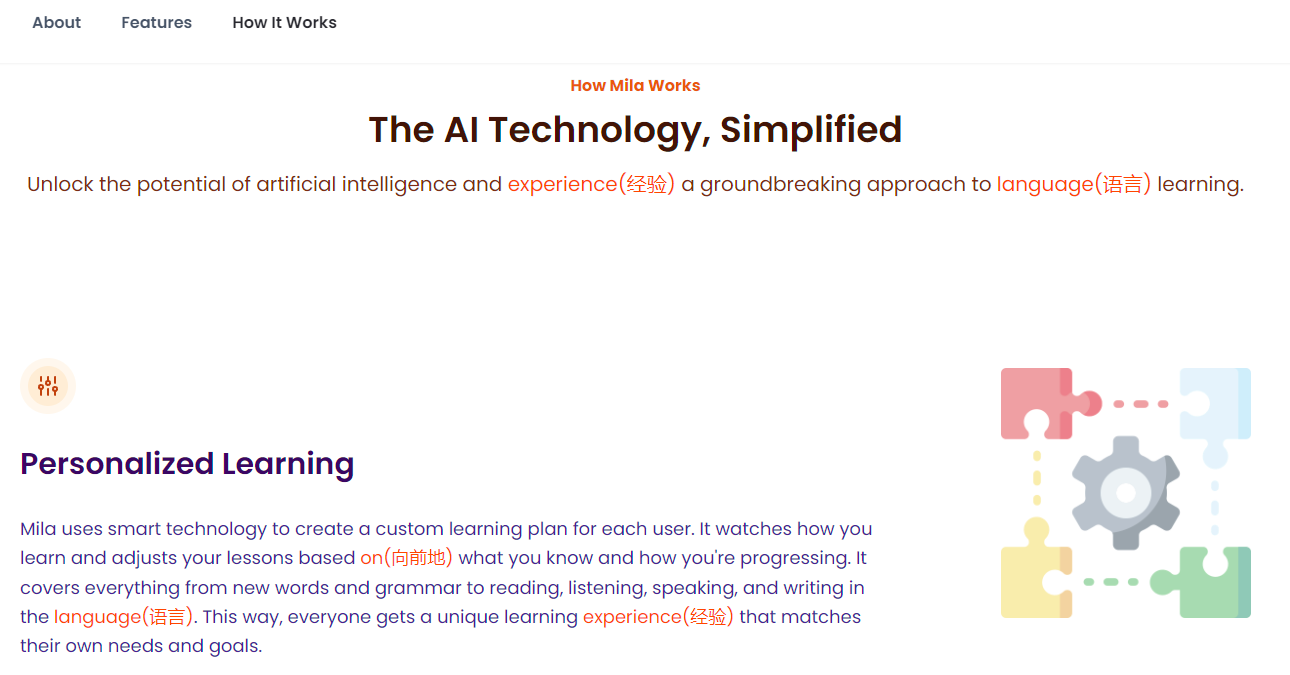 About Features How It Works
How Mila Works
The AI Technology, Simplified
Unlock the potential of artificial intelligence and experience(经验) a groundbreaking approach to language(语言) learning.
Personalized Learning
Mila uses smart technology to create a custom learning plan for each user. It watches how you
learn and adjusts your lessons based on(向前地) what you know and how you're progressing. It
covers everything from new words and grammar to reading, listening, speaking, and writing in
the language(语言). This way, everyone gets a unique learning experience(经验) that matches
their own needs and goals.